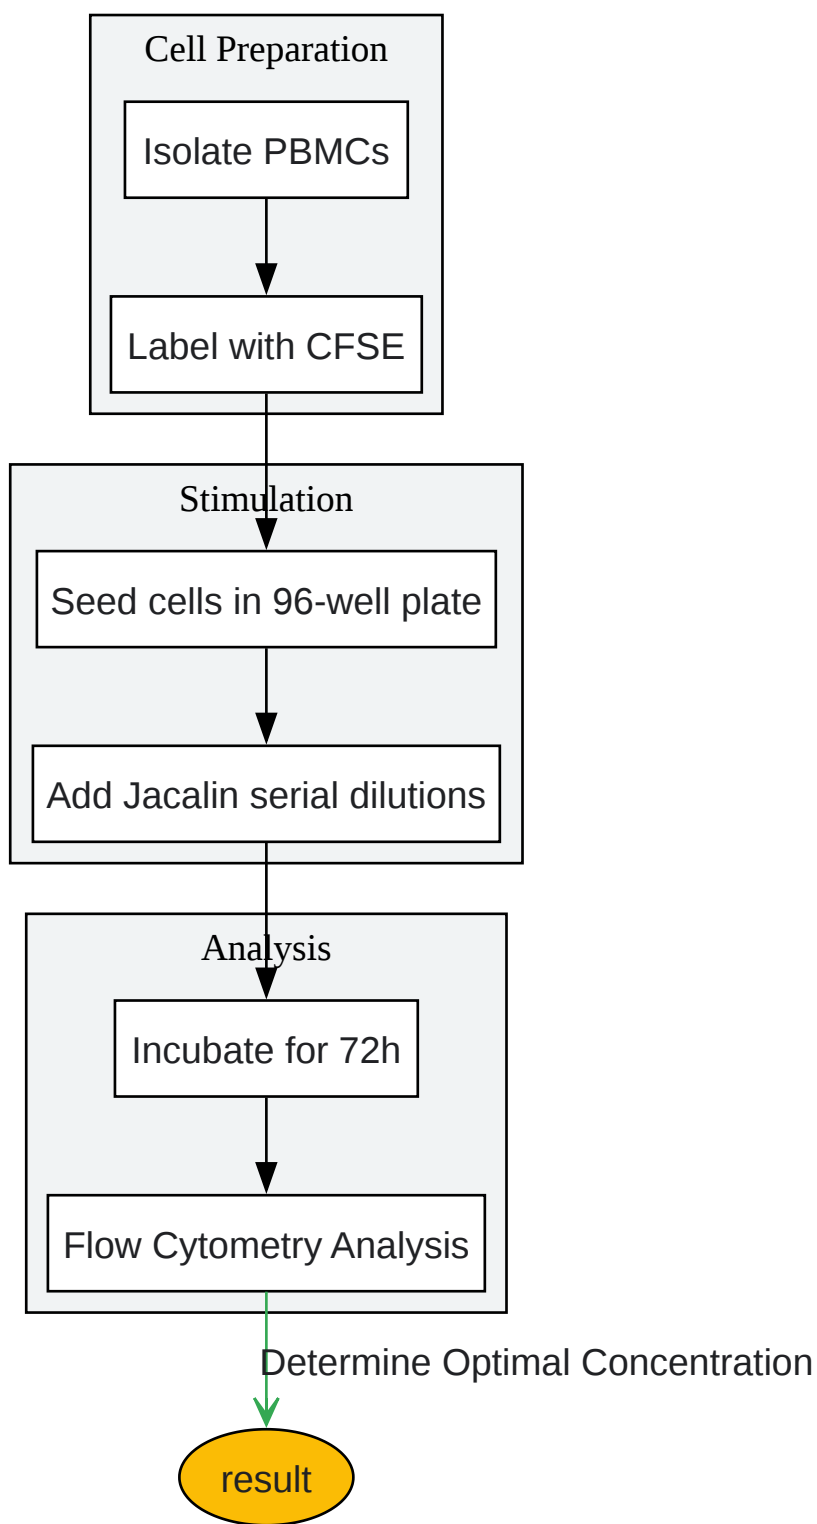 Cell Preparation
Isolate PBMCs
Label with CFSE
Stimulation
Seed cells in 96-well plate
Add Jacalin serial dilutions
Analysis
Incubate for 72h
Flow Cytometry Analysis
Determine Optimal Concentration
result